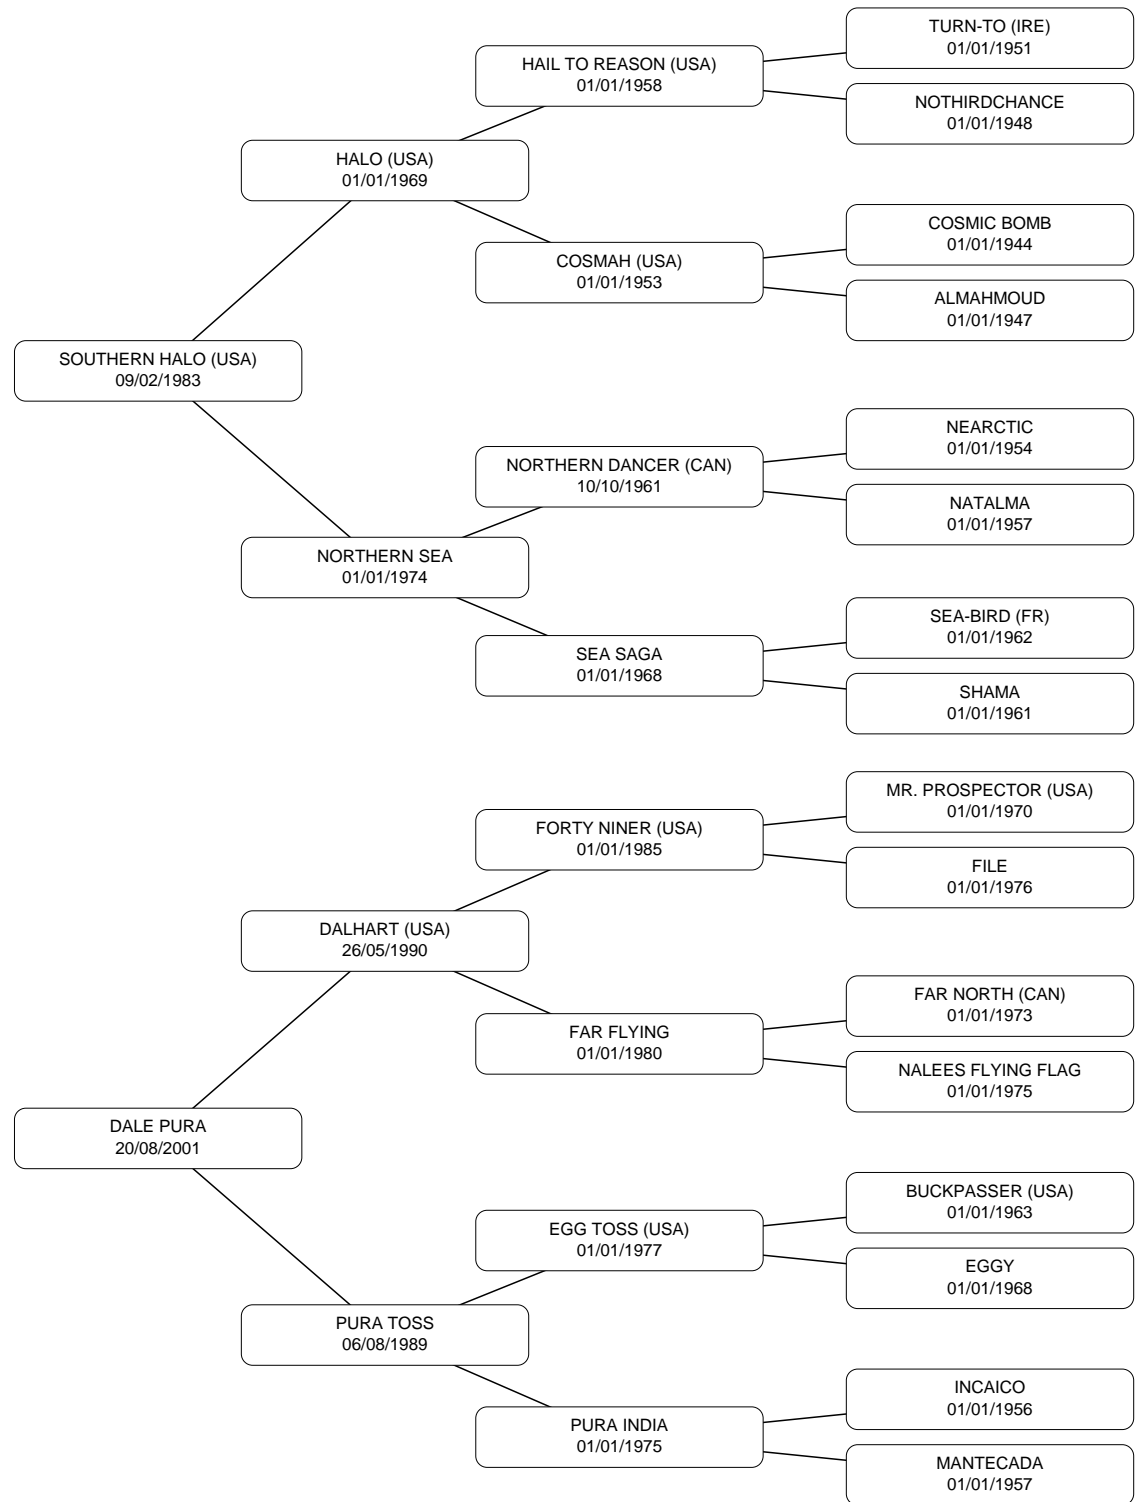 TURN-TO (IRE)
01/01/1951
HAIL TO REASON (USA)
01/01/1958
NOTHIRDCHANCE
01/01/1948
HALO (USA)
01/01/1969
COSMIC BOMB
01/01/1944
COSMAH (USA)
01/01/1953
ALMAHMOUD
01/01/1947
SOUTHERN HALO (USA)
09/02/1983
NEARCTIC
01/01/1954
NORTHERN DANCER (CAN)
10/10/1961
NATALMA
01/01/1957
NORTHERN SEA
01/01/1974
SEA-BIRD (FR)
01/01/1962
SEA SAGA
01/01/1968
SHAMA
01/01/1961
MR. PROSPECTOR (USA)
01/01/1970
FORTY NINER (USA)
01/01/1985
FILE
01/01/1976
DALHART (USA)
26/05/1990
FAR NORTH (CAN)
01/01/1973
FAR FLYING
01/01/1980
NALEES FLYING FLAG
01/01/1975
DALE PURA
20/08/2001
BUCKPASSER (USA)
01/01/1963
EGG TOSS (USA)
01/01/1977
EGGY
01/01/1968
PURA TOSS
06/08/1989
INCAICO
01/01/1956
PURA INDIA
01/01/1975
MANTECADA
01/01/1957